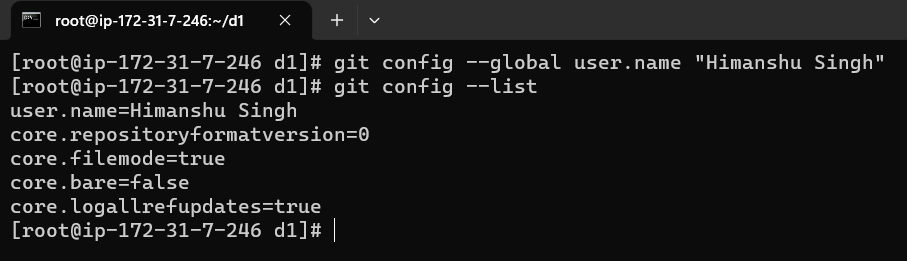 root@ip-172-31-7-246:~/d1
[root@ip-172-31-7-246 d1]# git config --global user.name "Himanshu Singh"
[root@ip-172-31-7-246 d1]# git config --list
user.name=Himanshu Singh
core.repositoryformatversion=0
core.filemode=true
core.bare=false
core.logallrefupdates=true
[root@ip-172-31-7-246 d1]#